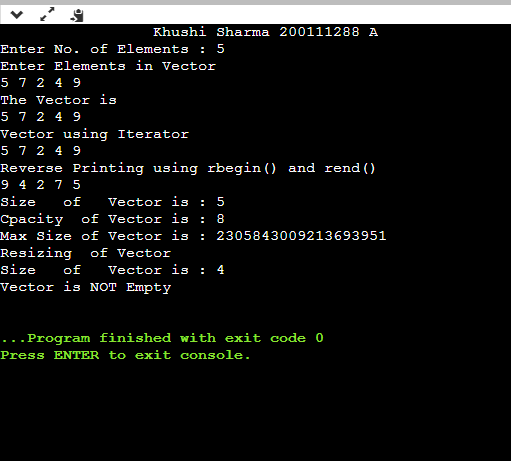 Khushi Sharma 200111288 A
Enter No. of Elements : 5
Enter Elements in Vector
5 7 2 4 9
The Vector is
5 7 2 4 9
Vector using Iterator
5 7 2 4 9
Reverse Printing using rbegin() and rend()
9 4 2 7 5
Size   of   Vector is : 5
Cpacity  of Vector is : 8
Max Size of Vector is : 2305843009213693951
Resizing  of Vector
Size   of   Vector is : 4
Vector is NOT Empty
...Program finished with exit code 0
Press ENTER to exit console.